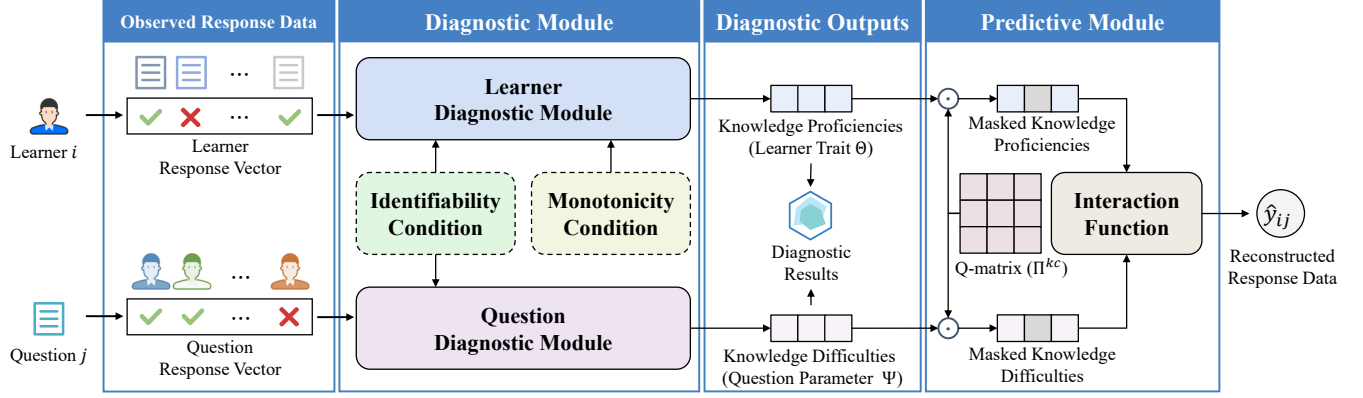 Observed Response Data
Diagnostic Module
Diagnostic Outputs
Predictive Module
Learner i
...
...
Learner
Response Vector
Learner
Diagnostic Module
Identifiability
Condition
Monotonicity
Condition
Knowledge Proficiencies
(Learner Trait Θ)
Diagnostic
Results
Masked Knowledge
Proficiencies
Q-matrix (Π^{kc})
Interaction
Function
ŷ_{ij}
Reconstructed
Response Data
Question j
...
...
Question
Response Vector
Question
Diagnostic Module
Knowledge Difficulties
(Question Parameter Ψ)
Masked Knowledge
Difficulties